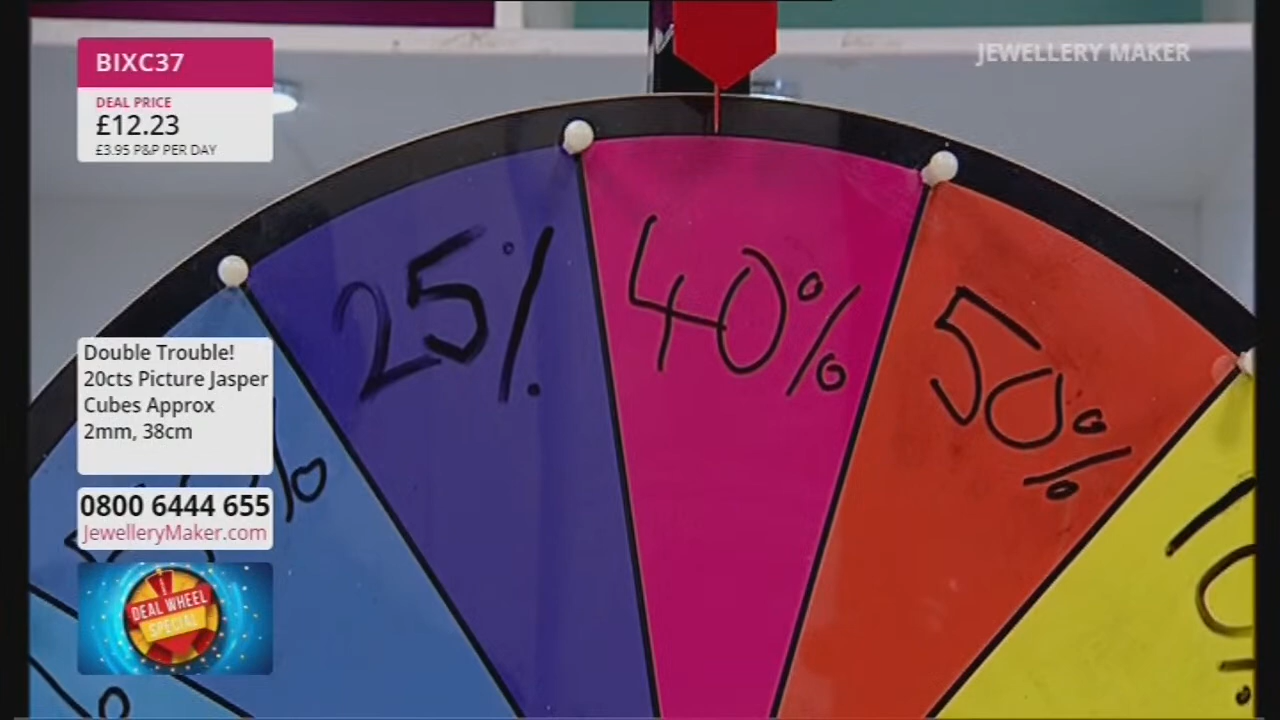 BIXC37
DEAL PRICE
£12.23
£3.95 P&P PER DAY
JEWELLERY MAKER
25%
40%
50%
10%
Double Trouble!
20cts Picture Jasper
Cubes Approx
2mm, 38cm
0800 6444 655
JewelleryMaker.com
DEAL WHEEL
SPECIAL